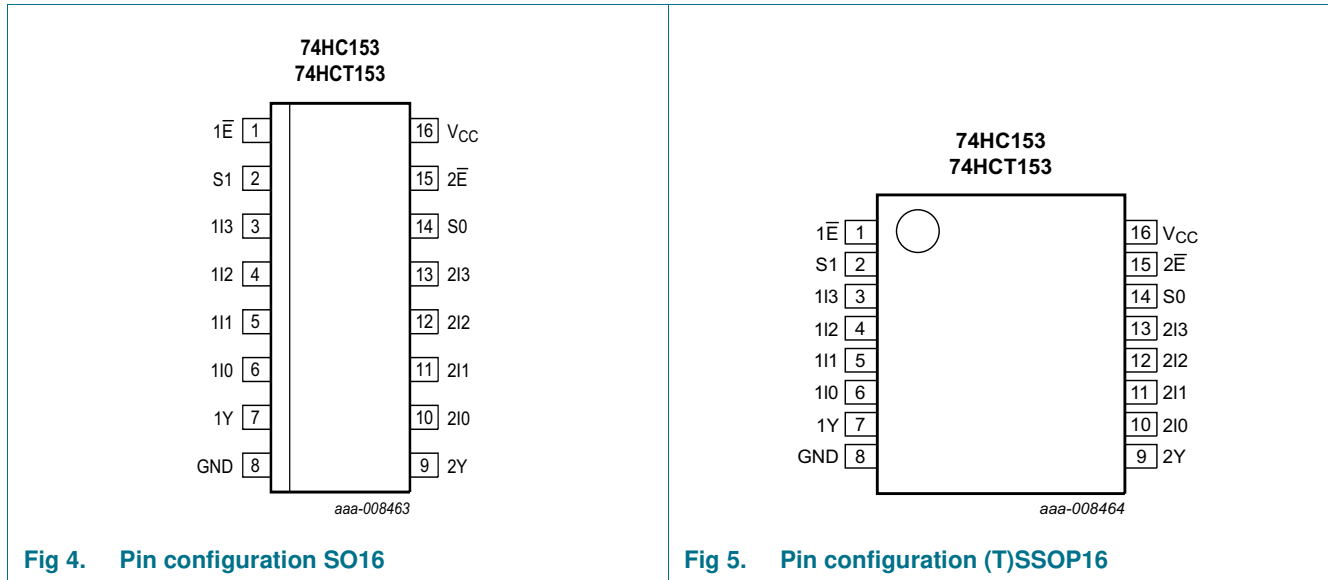 74HC153
74HCT153
1E̅ 1
16 VCC
S1 2
15 2E̅
1I3 3
14 S0
1I2 4
13 2I3
1I1 5
12 2I2
1I0 6
11 2I1
1Y 7
10 2I0
GND 8
9 2Y
aaa-008463
Fig 4. Pin configuration SO16
74HC153
74HCT153
1E̅ 1
16 VCC
S1 2
15 2E̅
1I3 3
14 S0
1I2 4
13 2I3
1I1 5
12 2I2
1I0 6
11 2I1
1Y 7
10 2I0
GND 8
9 2Y
aaa-008464
Fig 5. Pin configuration (T)SSOP16